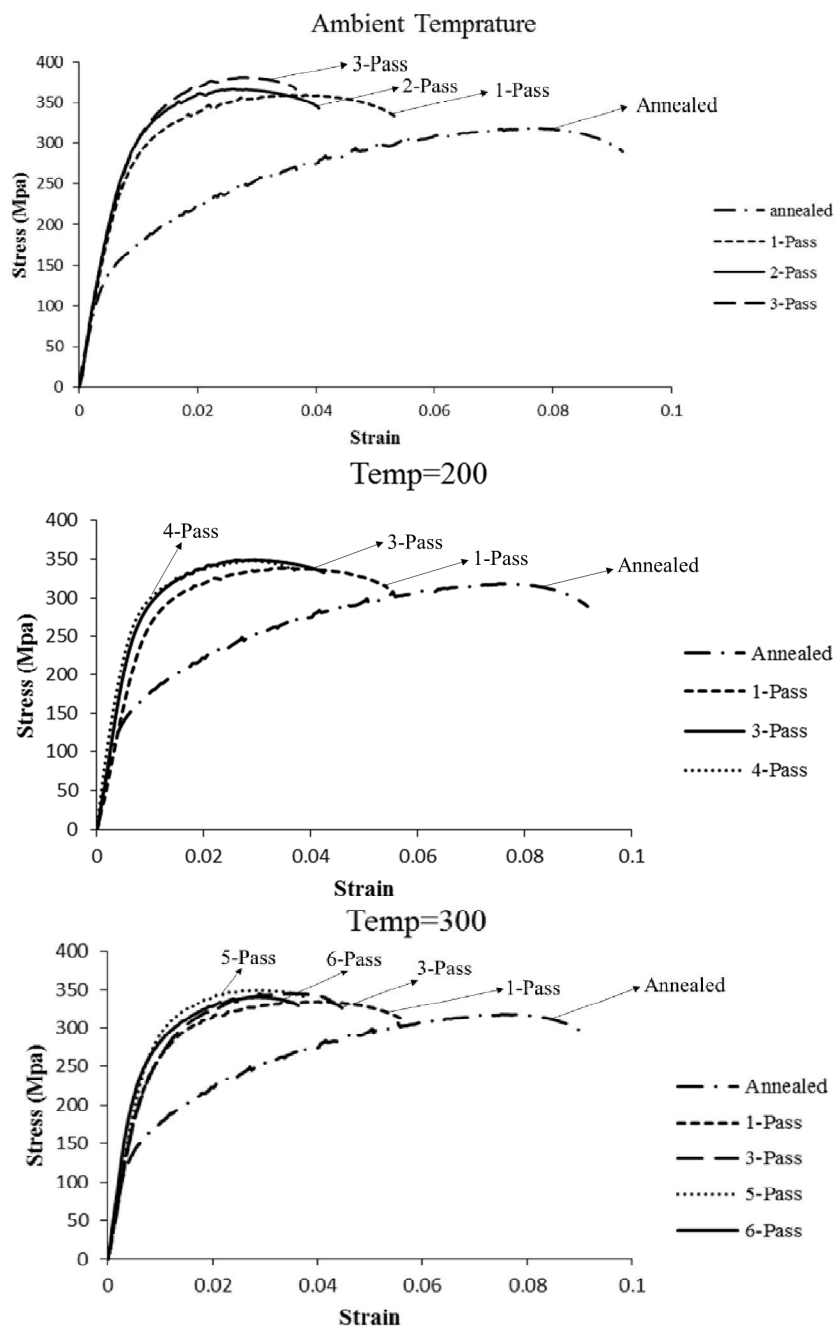 Ambient Temprature
400
350
300
250
200
150
100
50
0
Stress (Mpa)
3-Pass
2-Pass
1-Pass
Annealed
annealed
1-Pass
2-Pass
3-Pass
0 0.02 0.04 0.06 0.08 0.1
Strain
Temp=200
400
350
300
250
200
150
100
50
0
Stress (Mpa)
4-Pass
3-Pass
1-Pass
Annealed
Annealed
1-Pass
3-Pass
4-Pass
0 0.02 0.04 0.06 0.08 0.1
Strain
Temp=300
400
350
300
250
200
150
100
50
0
Stress (Mpa)
5-Pass
6-Pass
3-Pass
1-Pass
Annealed
Annealed
1-Pass
3-Pass
5-Pass
6-Pass
0 0.02 0.04 0.06 0.08 0.1
Strain